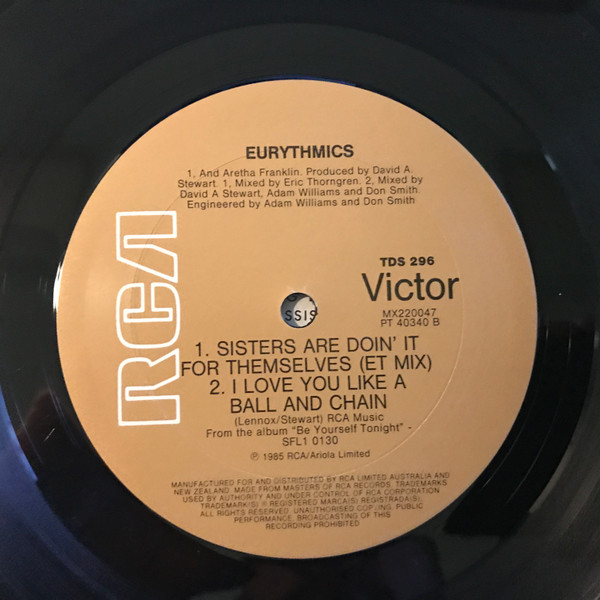 EURYTHMICS
1, And Aretha Franklin. Produced by David A.
Stewart. 1, Mixed by Eric Thorngren. 2, Mixed by
David A Stewart, Adam Williams and Don Smith.
Engineered by Adam Williams and Don Smith
RCA
TDS 296
Victor
MX220047
PT 40340 B
SSIS
1. SISTERS ARE DOIN' IT
FOR THEMSELVES (ET MIX)
2. I LOVE YOU LIKE A
BALL AND CHAIN
(Lennox/Stewart) RCA Music
From the album "Be Yourself Tonight" -
SFL1 0130
℗ 1985 RCA/Ariola Limited
MANUFACTURED FOR AND DISTRIBUTED BY RCA LIMITED AUSTRALIA AND
NEW ZEALAND. MADE FROM MASTERS OF RCA RECORDS. TRADEMARKS
USED BY AUTHORITY AND UNDER CONTROL OF RCA CORPORATION
TRADEMARK(S) ® REGISTERED MARCA(S) REGISTRADA(S).
ALL RIGHTS RESERVED. UNAUTHORISED COPYING, PUBLIC
PERFORMANCE, BROADCASTING OF THIS
RECORDING PROHIBITED